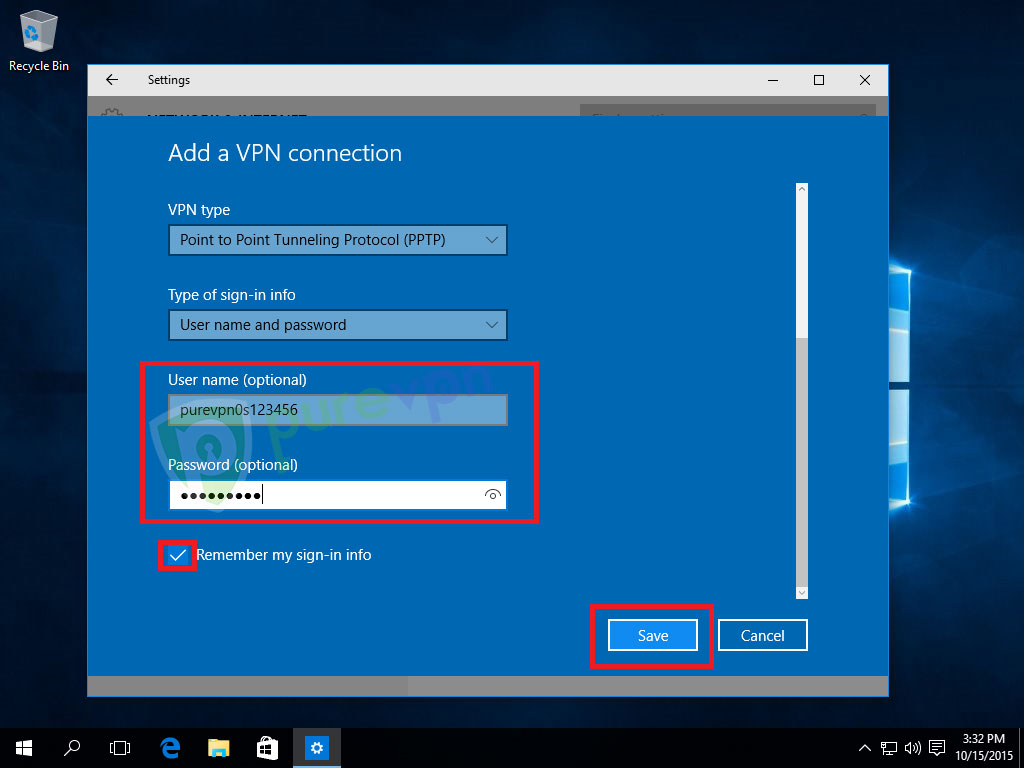 Recycle Bin
Settings
NETWORK & INTERNET
Add a VPN connection
VPN type
Point to Point Tunneling Protocol (PPTP)
Type of sign-in info
User name and password
User name (optional)
purevpn0s123456
purevpn
Password (optional)
Remember my sign-in info
Save
Cancel
3:32 PM
10/15/2015